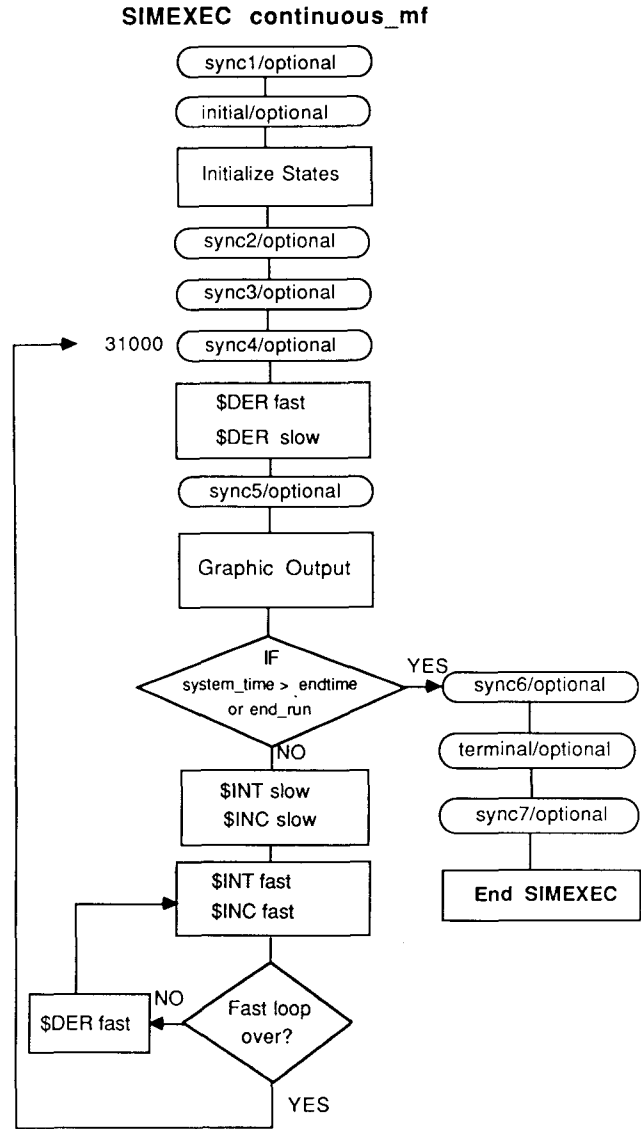 SIMEXEC continuous_mf
sync1/optional
initial/optional
Initialize States
sync2/optional
sync3/optional
31000 sync4/optional
$DER fast
$DER slow
sync5/optional
Graphic Output
IF
system_time > endtime
or end_run
YES
sync6/optional
terminal/optional
sync7/optional
End SIMEXEC
NO
$INT slow
$INC slow
$INT fast
$INC fast
Fast loop
over?
NO
$DER fast
YES